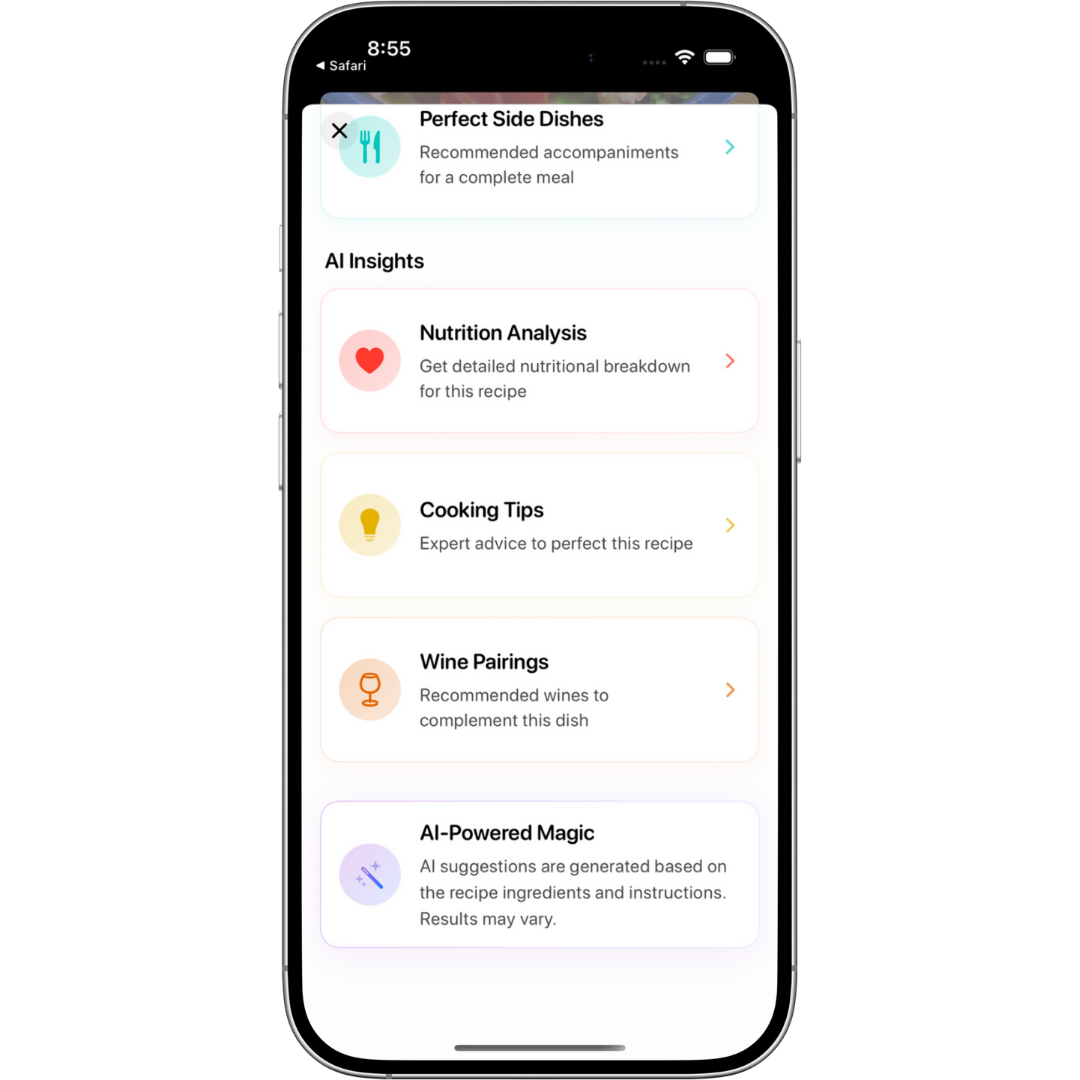 8:55
◀ Safari
Perfect Side Dishes
Recommended accompaniments
for a complete meal
AI Insights
Nutrition Analysis
Get detailed nutritional breakdown
for this recipe
Cooking Tips
Expert advice to perfect this recipe
Wine Pairings
Recommended wines to
complement this dish
AI-Powered Magic
AI suggestions are generated based on
the recipe ingredients and instructions.
Results may vary.